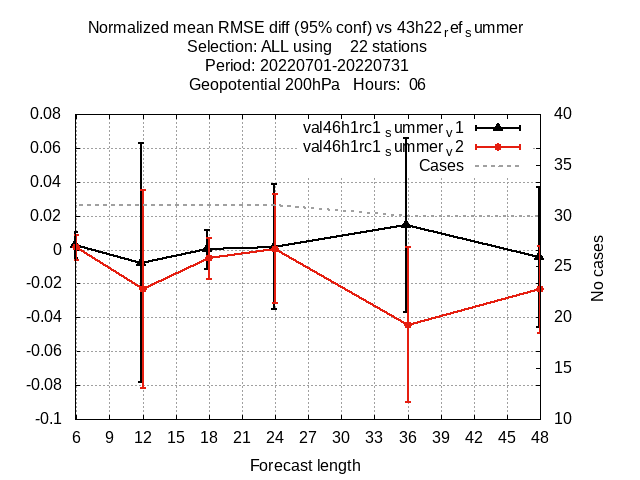 Normalized mean RMSE diff (95% conf) vs 43h22ᵣefₛummer
Selection: ALL using    22 stations
Period: 20220701-20220731
Geopotential 200hPa   Hours:  06
0.08
0.06
0.04
0.02
0
-0.02
-0.04
-0.06
-0.08
-0.1
40
35
30
25
20
15
10
val46h1rc1ₛummerᵥ1
val46h1rc1ₛummerᵥ2
Cases
No cases
6 9 12 15 18 21 24 27 30 33 36 39 42 45 48
Forecast length